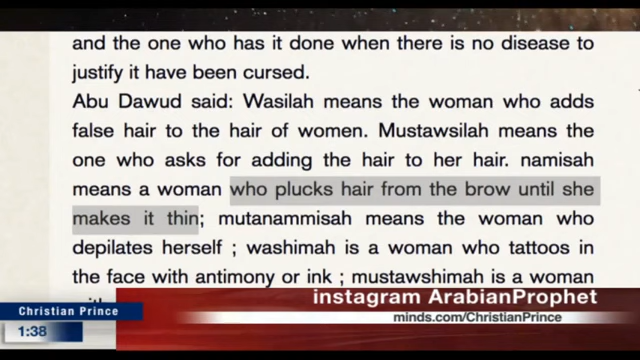 and the one who has it done when there is no disease to
justify it have been cursed.
Abu Dawud said: Wasilah means the woman who adds
false hair to the hair of women. Mustawsilah means the
one who asks for adding the hair to her hair. namisah
means a woman who plucks hair from the brow until she
makes it thin; mutanammisah means the woman who
depilates herself ; washimah is a woman who tattoos in
the face with antimony or ink ; mustawshimah is a woman
instagram ArabianProphet
Christian Prince
minds.com/ChristianPrince
1:38